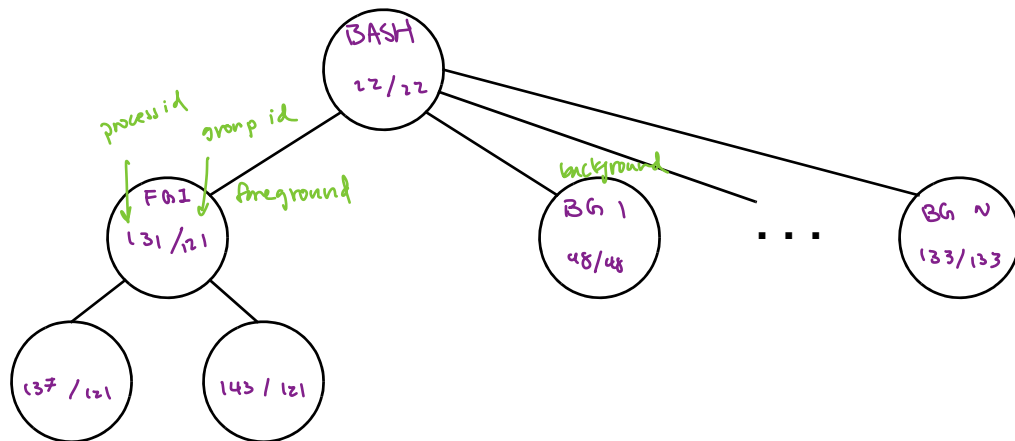 BASH
22/22
process id
group id
FG1
foreground
131/121
background
BG 1
48/48
...
BG N
133/133
137/121
143/121